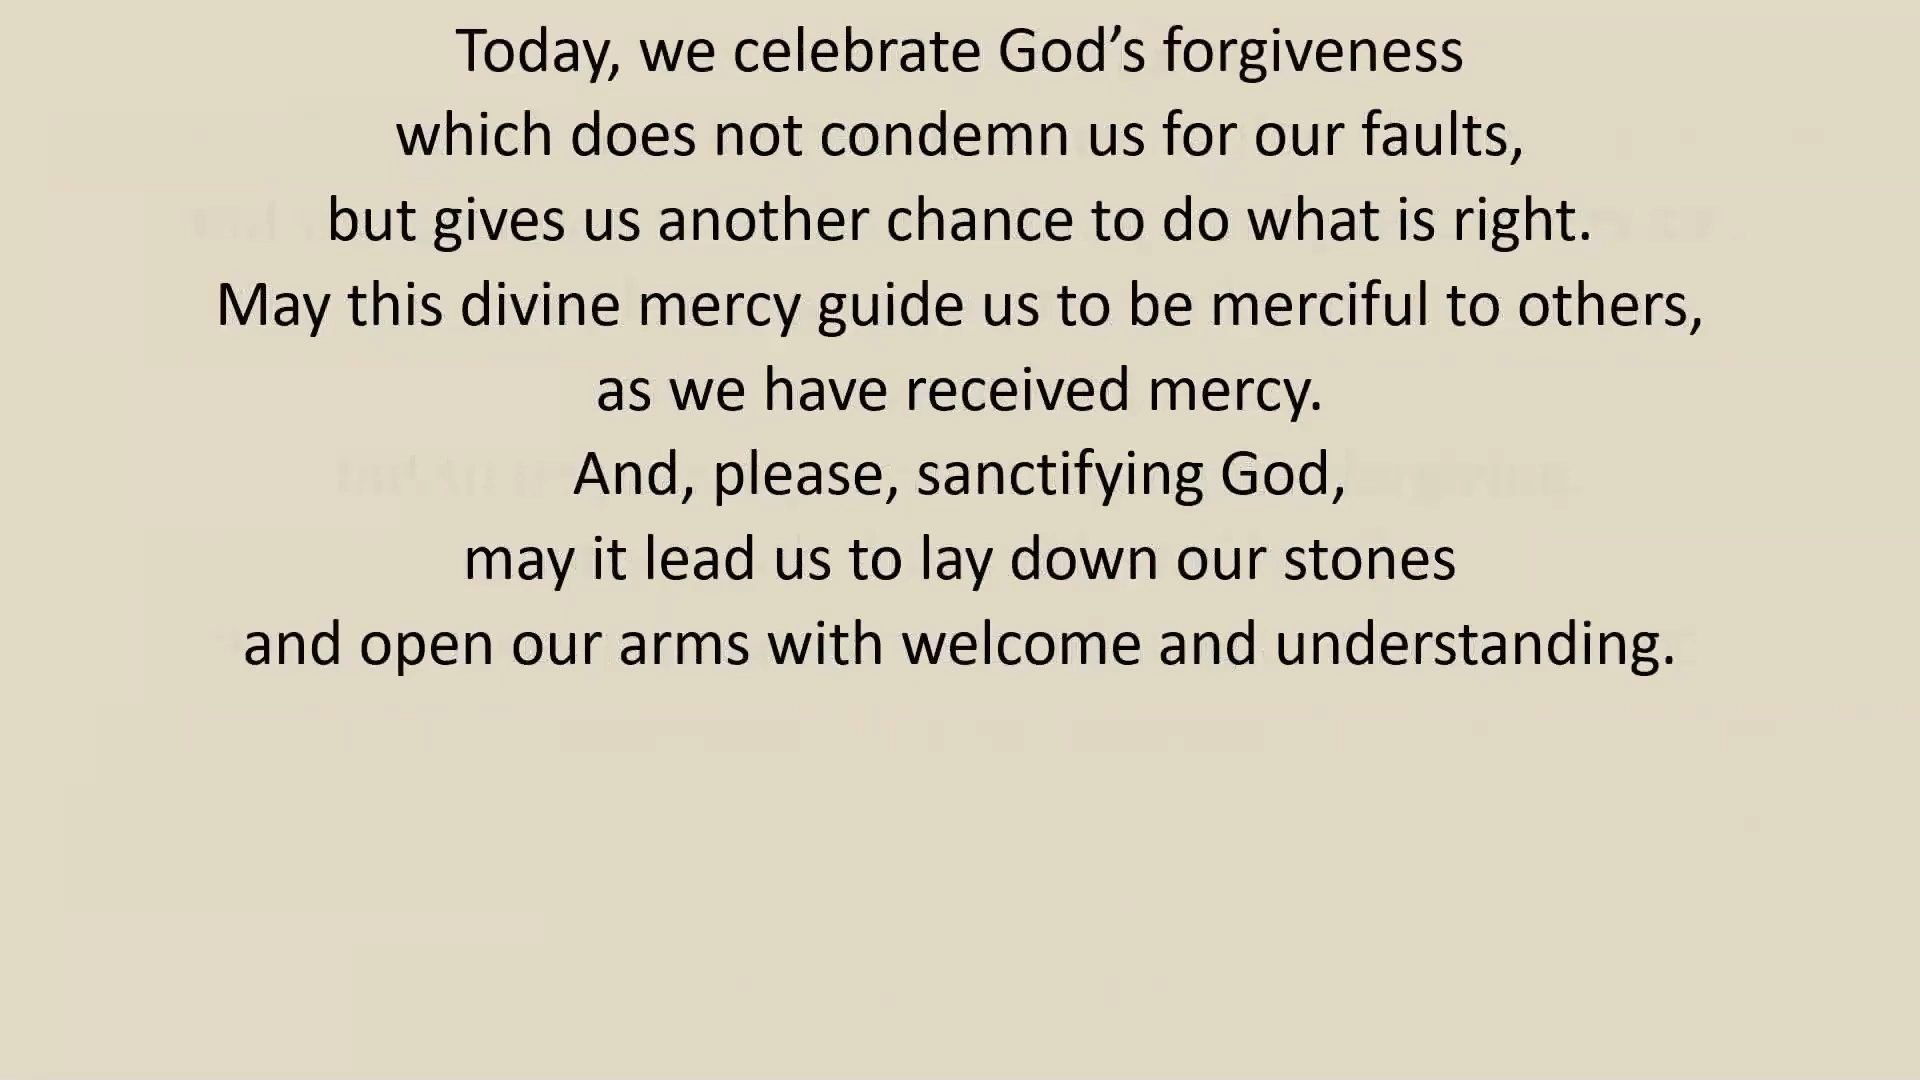 Today, we celebrate God’s forgiveness
which does not condemn us for our faults,
but gives us another chance to do what is right.
May this divine mercy guide us to be merciful to others,
as we have received mercy.
And, please, sanctifying God,
may it lead us to lay down our stones
and open our arms with welcome and understanding.